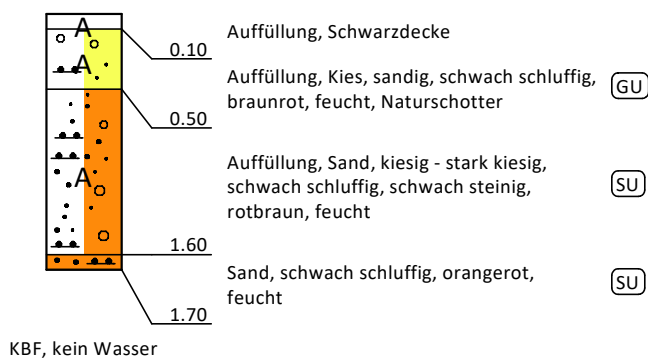 A
0.10
Auffüllung, Schwarzdecke
A
0.50
Auffüllung, Kies, sandig, schwach schluffig,
braunrot, feucht, Naturschotter
GU
A
1.60
Auffüllung, Sand, kiesig - stark kiesig,
schwach schluffig, schwach steinig,
rotbraun, feucht
SU
1.70
Sand, schwach schluffig, orangerot,
feucht
SU
KBF, kein Wasser